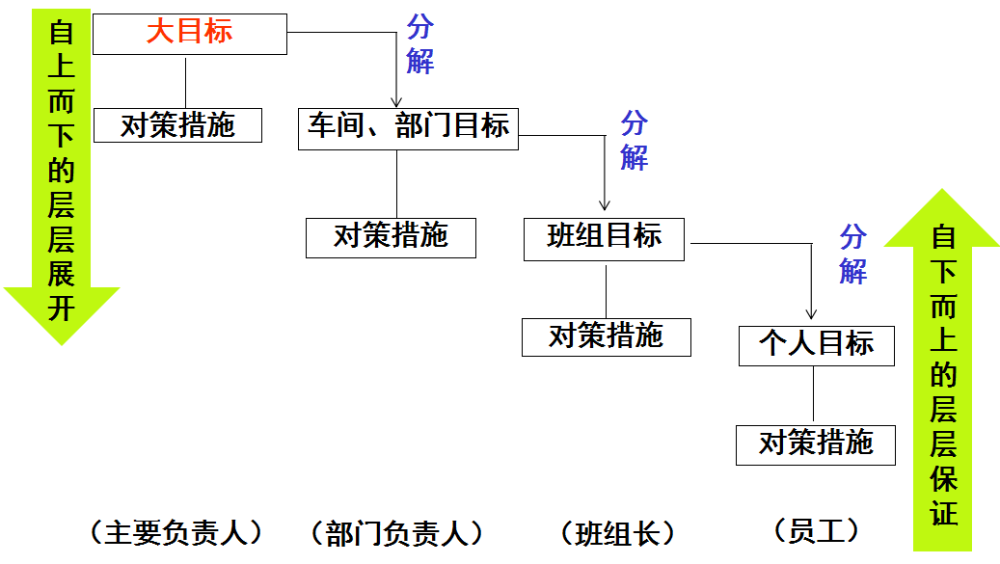 自上而下的层层展开
大目标
分解
对策措施
车间、部门目标
分解
对策措施
班组目标
分解
对策措施
个人目标
对策措施
自下而上的层层保证
（主要负责人）
（部门负责人）
（班组长）
（员工）